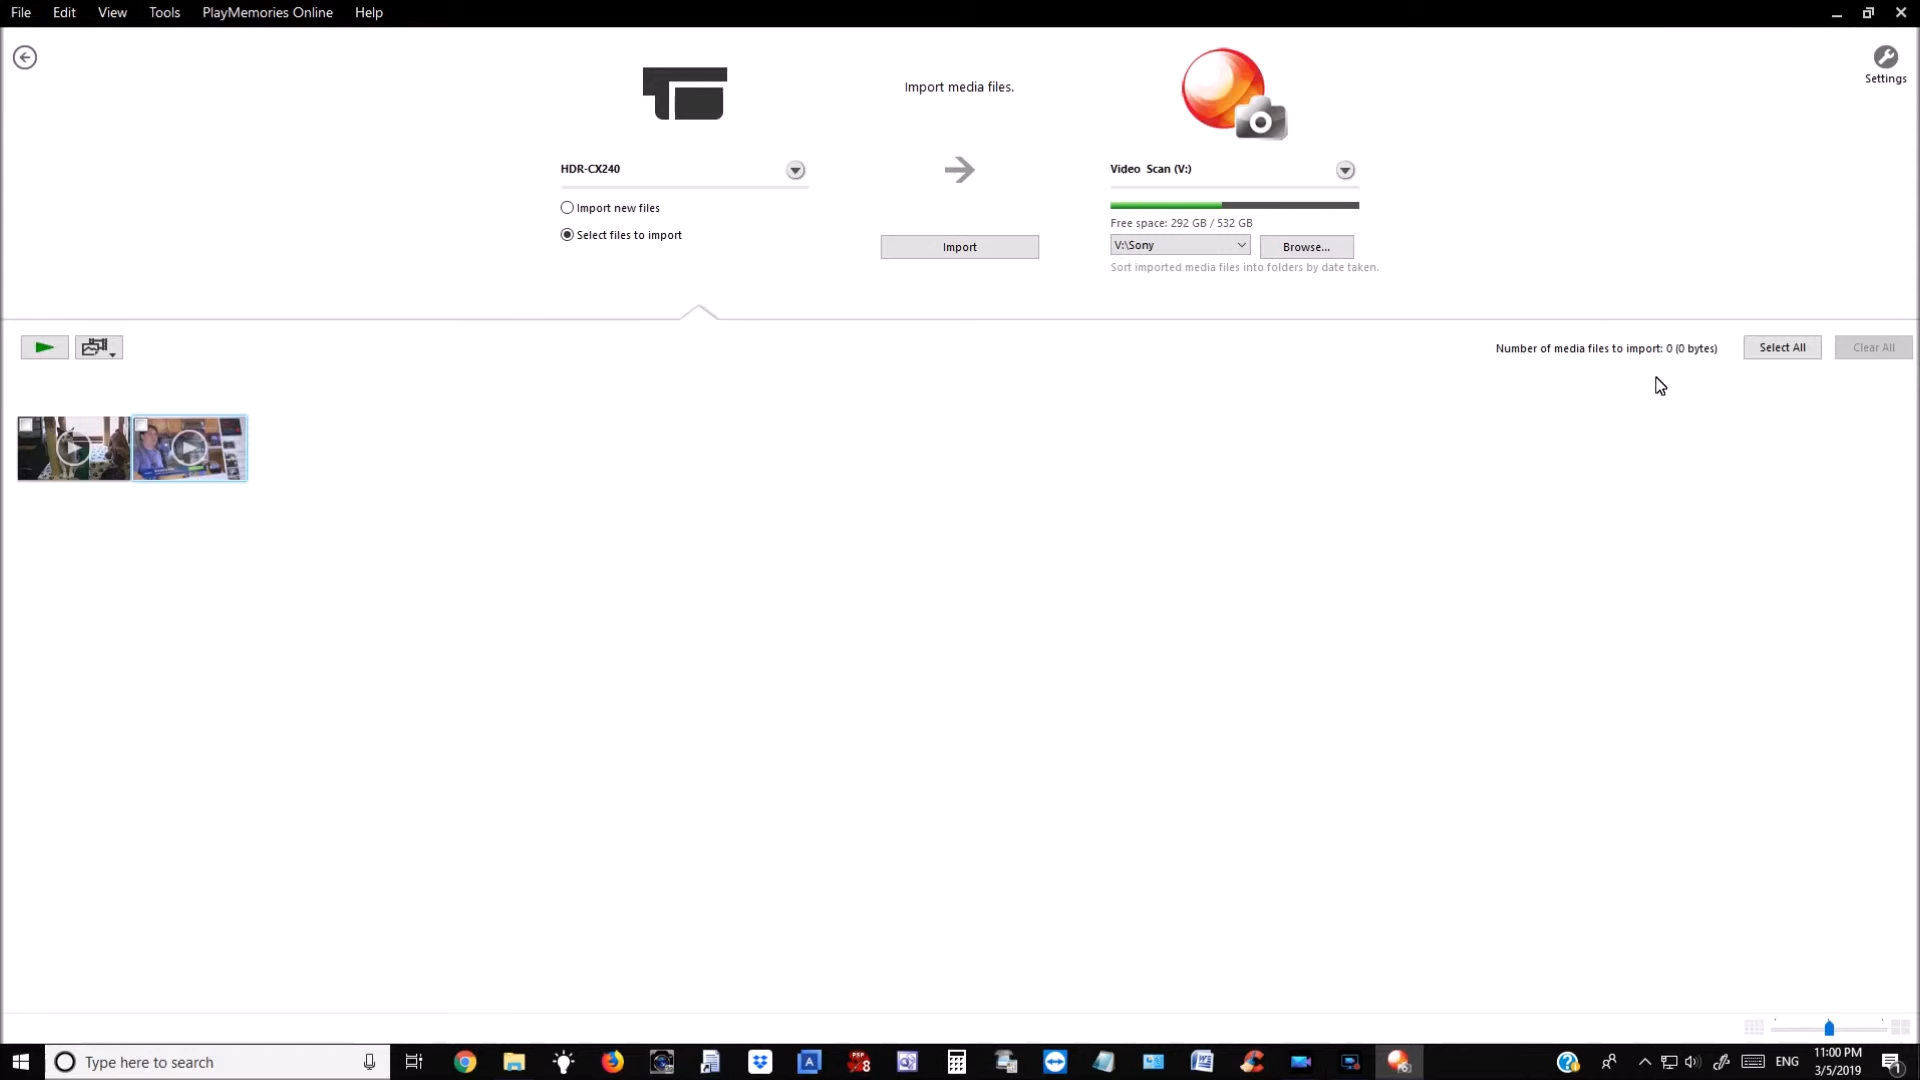 File Edit View Tools PlayMemories Online Help
Settings
Import media files.
HDR-CX240
Import new files
Select files to import
Import
Video Scan (V:)
Free space: 292 GB / 532 GB
V:\Sony
Browse...
Sort imported media files into folders by date taken.
Number of media files to import: 0 (0 bytes)
Select All
Clear All
Type here to search
8
ENG
11:00 PM
3/5/2019
1